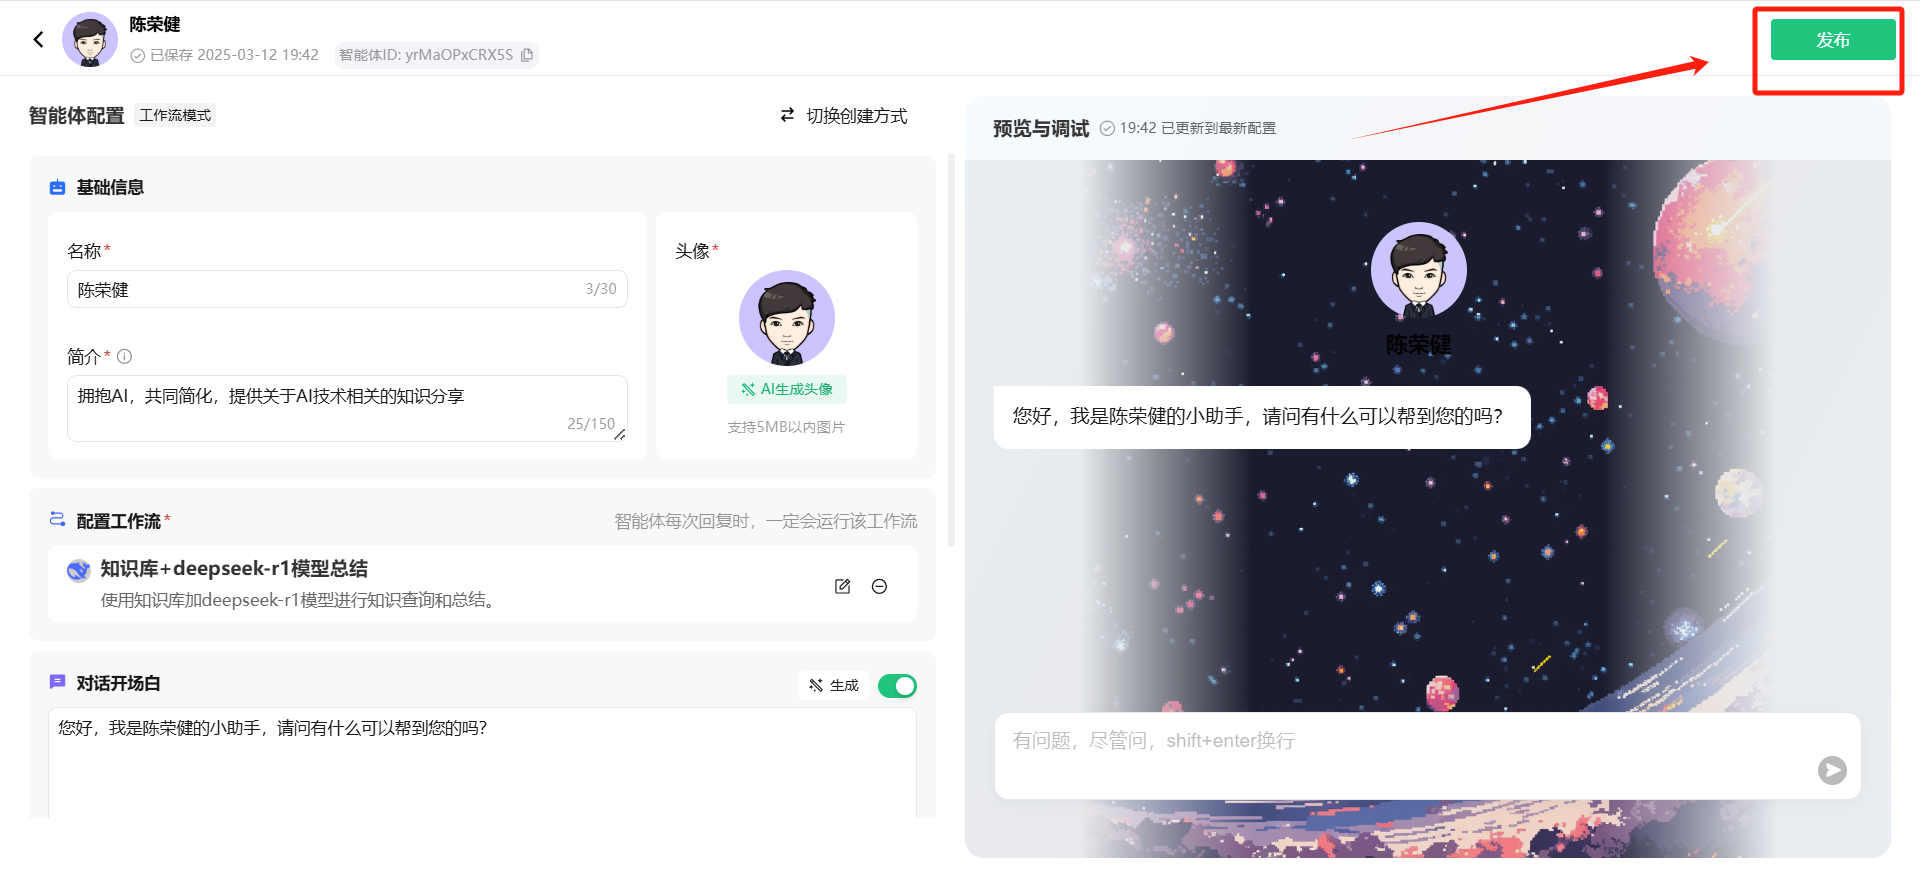 陈荣健
已保存 2025-03-12 19:42 智能体ID: yrMaOPxCRX5S
发布
智能体配置 工作流模式
切换创建方式
基础信息
名称*
陈荣健 3/30
简介*
拥抱AI，共同简化，提供关于AI技术相关的知识分享
25/150
头像*
AI生成头像
支持5MB以内图片
配置工作流*
智能体每次回复时，一定会运行该工作流
知识库+deepseek-r1模型总结
使用知识库加deepseek-r1模型进行知识查询和总结。
对话开场白
生成
您好，我是陈荣健的小助手，请问有什么可以帮到您的吗？
预览与调试 19:42 已更新到最新配置
陈荣健
您好，我是陈荣健的小助手，请问有什么可以帮到您的吗？
有问题，尽管问，shift+enter换行